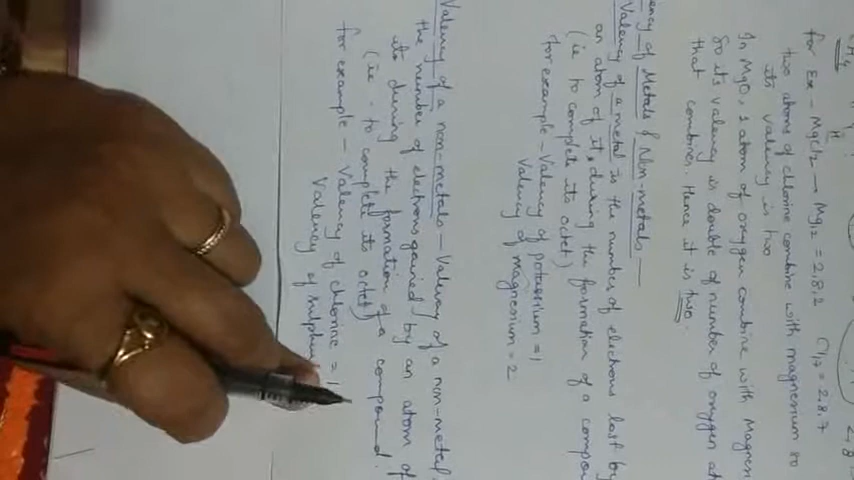 for Ex - MgCl2 — Mg12 = 2,8,2 Cl17 = 2,8,7
two atoms of chlorine combine with magnesium so
its valency is two
In MgO, 1 atom of oxygen combine with Magnes
So its valency is double of number of oxygen at
that combines. Hence it is two.
ency of Metals & Non-metals —
Valency of a metal is the number of electrons lost by
an atom of it, during the formation of a compou
(ie to complete its octet)
for example - Valency of potassium = 1
Valency of magnesium = 2
Valency of a non-metals - Valency of a non-metal
the number of electrons gained by an atom of
its during the formation of a compound.
(ie. to complete its octet)
for example - Valency of chlorine = 1
Valency of sulphur